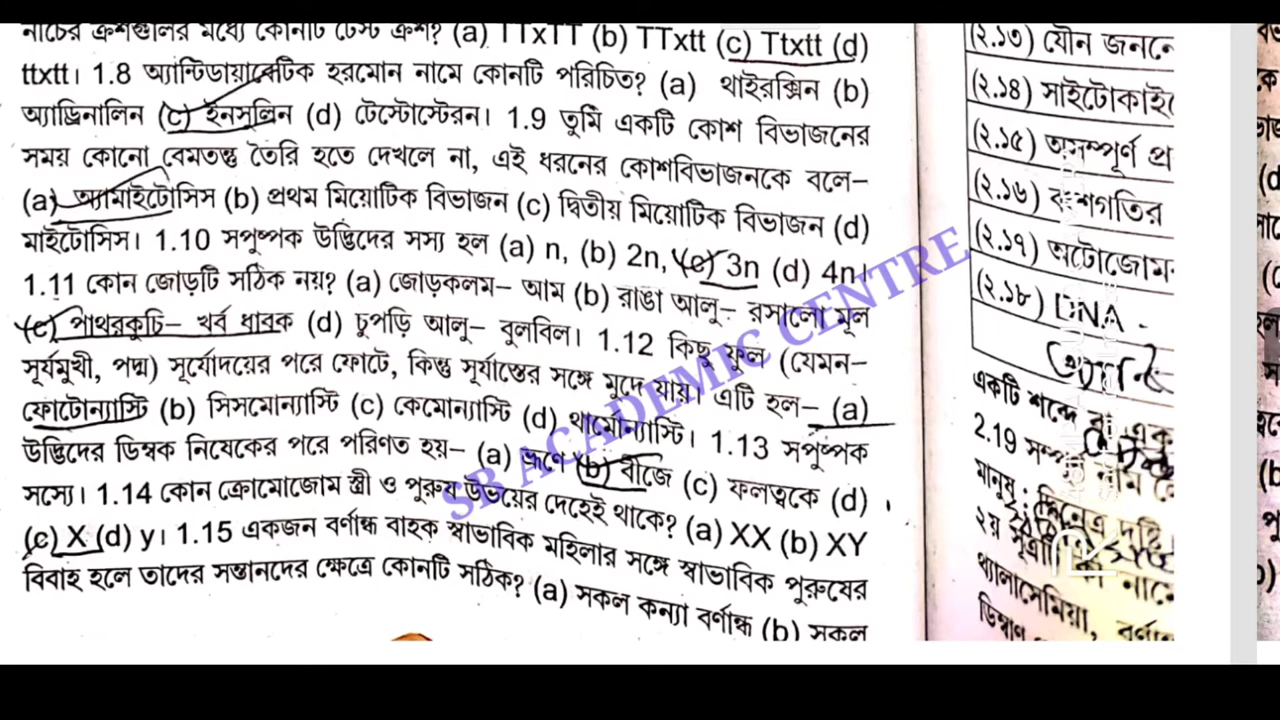 নীচের ক্রশগুলির মধ্যে কোনটি টেস্ট ক্রশ? (a) TTxTT (b) TTxtt (c) Ttxtt (d)
ttxtt। 1.8 অ্যান্টিডায়াবেটিক হরমোন নামে কোনটি পরিচিত? (a) থাইরক্সিন (b)
অ্যাড্রিনালিন (c) ইনসুলিন (d) টেস্টোস্টেরন। 1.9 তুমি একটি কোশ বিভাজনের
সময় কোনো বেমতন্তু তৈরি হতে দেখলে না, এই ধরনের কোশবিভাজনকে বলে–
(a) অ্যামাইটোসিস (b) প্রথম মিয়োটিক বিভাজন (c) দ্বিতীয় মিয়োটিক বিভাজন (d)
মাইটোসিস। 1.10 সপুষ্পক উদ্ভিদের সস্য হল (a) n, (b) 2n, (c) 3n (d) 4n।
1.11 কোন জোড়টি সঠিক নয়? (a) জোড়কলম– আম (b) রাঙা আলু– রসালো মূল
(c) পাথরকুচি– খর্ব ধাবক (d) চুপড়ি আলু– বুলবিল। 1.12 কিছু ফুল (যেমন–
সূর্যমুখী, পদ্ম) সূর্যোদয়ের পরে ফোটে, কিন্তু সূর্যাস্তের সঙ্গে মুদে যায়। এটি হল– (a)
ফোটোন্যাস্টি (b) সিসমোন্যাস্টি (c) কেমোন্যাস্টি (d) থার্মোন্যাস্টি। 1.13 সপুষ্পক
উদ্ভিদের ডিম্বক নিষেকের পরে পরিণত হয়– (a) ভ্রূণে (b) বীজে (c) ফলত্বকে (d)
সস্যে। 1.14 কোন ক্রোমোজোম স্ত্রী ও পুরুষ উভয়ের দেহেই থাকে? (a) XX (b) XY
(c) X (d) y। 1.15 একজন বর্ণান্ধ বাহক স্বাভাবিক মহিলার সঙ্গে স্বাভাবিক পুরুষের
বিবাহ হলে তাদের সন্তানদের ক্ষেত্রে কোনটি সঠিক? (a) সকল কন্যা বর্ণান্ধ (b) সকল
SB ACADEMIC CENTRE
(২.১৩) যৌন জননে
(২.১৪) সাইটোকাই
(২.১৫) অসম্পূর্ণ প্র
(২.১৬) বংশগতির
(২.১৭) অটোজোম
(২.১৮) DNA -
একটি শব্দে
2.19
মানুষ :
২য়
থ্যালাসেমিয়া,